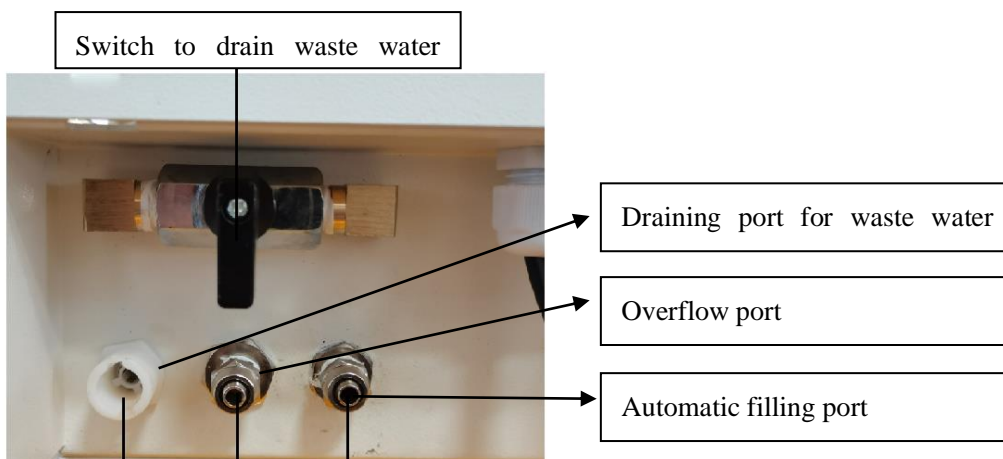 Switch to drain waste water
Draining port for waste water
Overflow port
Automatic filling port